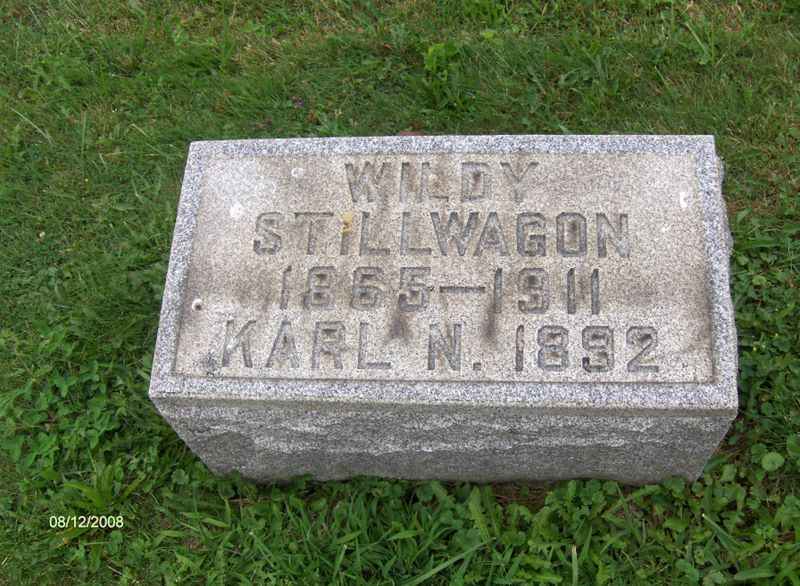 WILDY
STILLWAGON
1865–1911
KARL N. 1892
08/12/2008